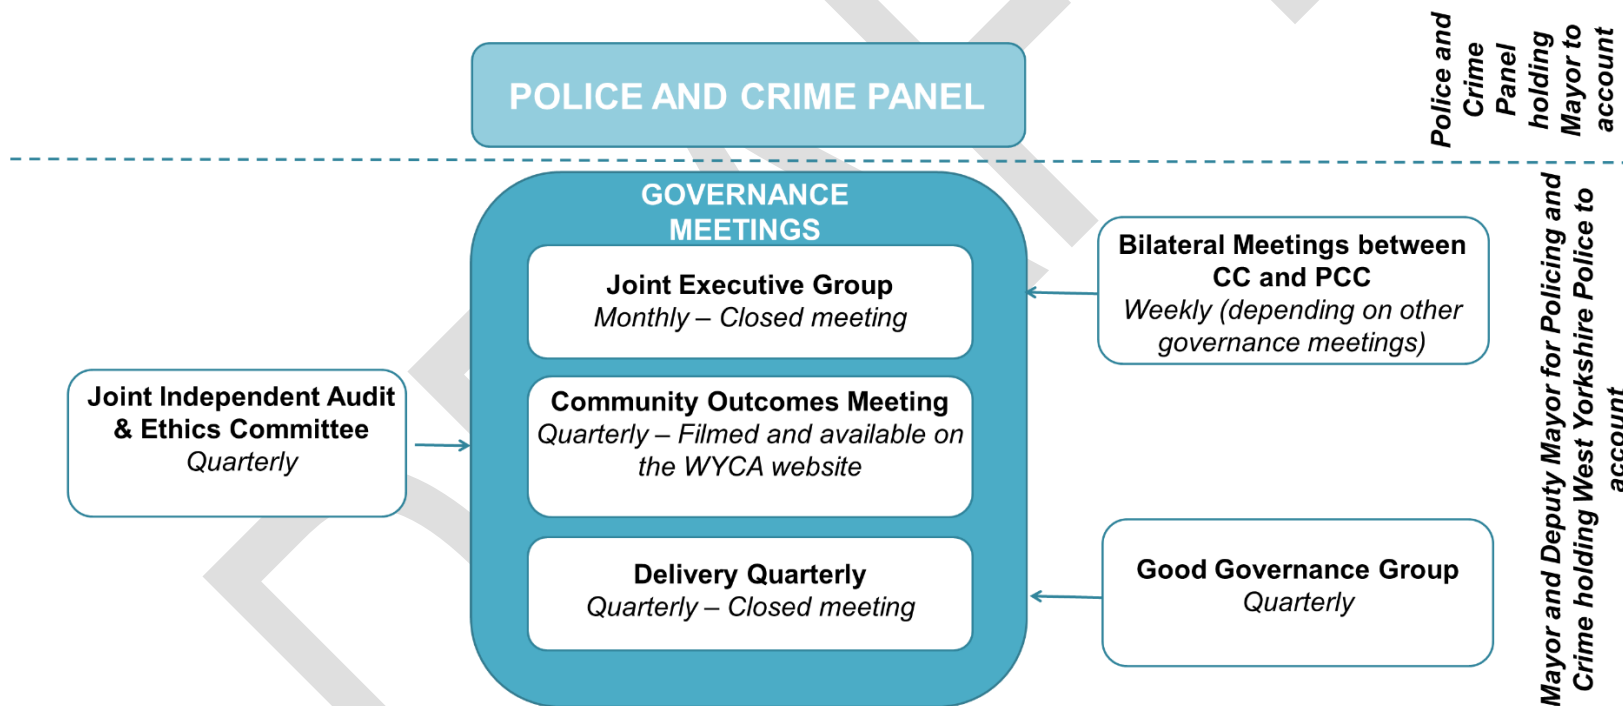 POLICE AND CRIME PANEL
Police and
Crime
Panel
holding
Mayor to
account
GOVERNANCE
MEETINGS
Joint Executive Group
Monthly – Closed meeting
Community Outcomes Meeting
Quarterly – Filmed and available on
the WYCA website
Delivery Quarterly
Quarterly – Closed meeting
Joint Independent Audit
& Ethics Committee
Quarterly
Bilateral Meetings between
CC and PCC
Weekly (depending on other
governance meetings)
Good Governance Group
Quarterly
Mayor and Deputy Mayor for Policing and
Crime holding West Yorkshire Police to
account